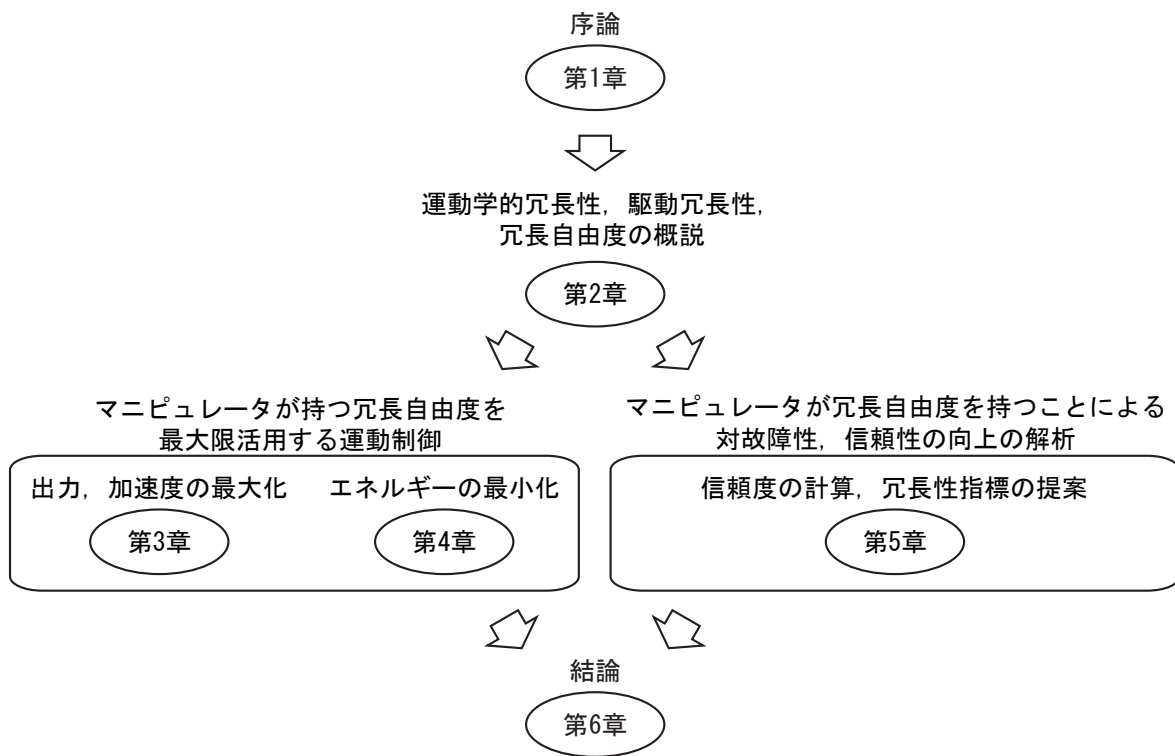 序論
第1章
運動学的冗長性，駆動冗長性，
冗長自由度の概説
第2章
マニピュレータが持つ冗長自由度を
最大限活用する運動制御
出力，加速度の最大化
エネルギーの最小化
第3章
第4章
マニピュレータが冗長自由度を持つことによる
対故障性，信頼性の向上の解析
信頼度の計算，冗長性指標の提案
第5章
結論
第6章